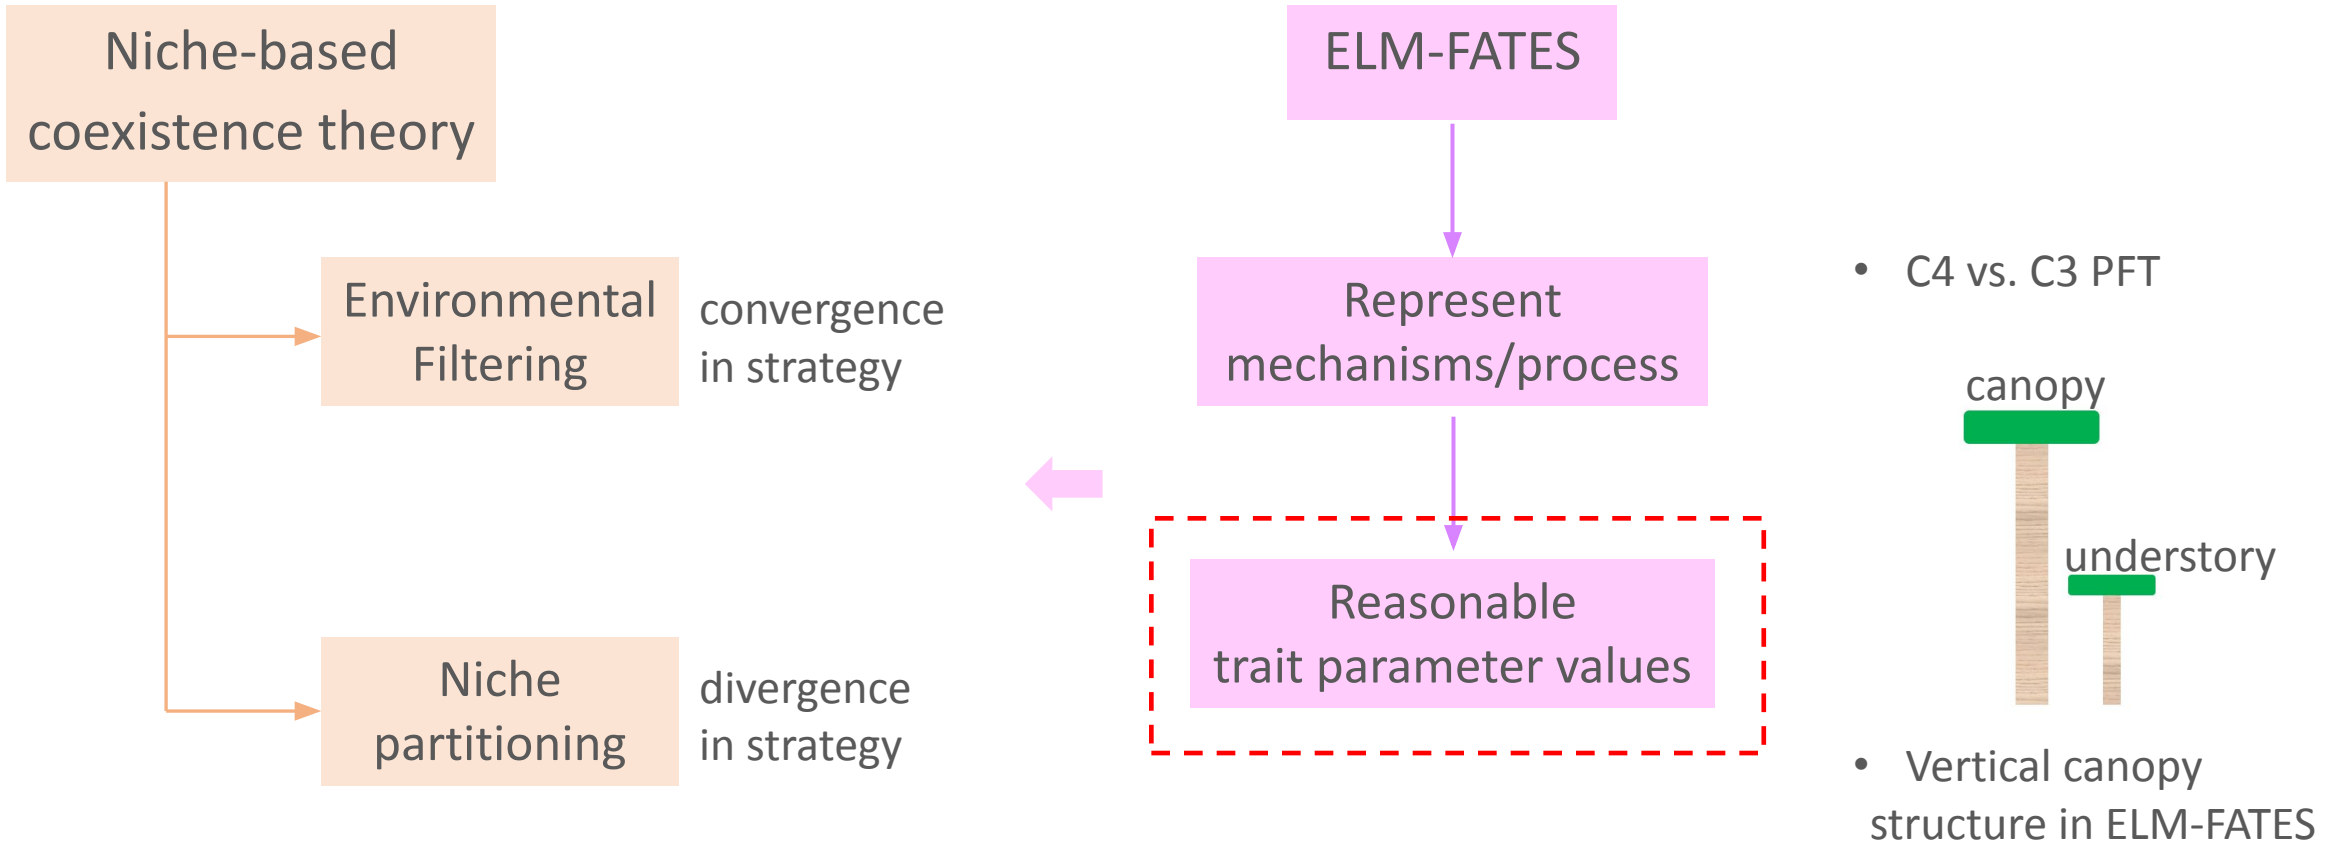 Niche-based
coexistence theory
Environmental
Filtering
convergence
in strategy
Niche
partitioning
divergence
in strategy
ELM-FATES
Represent
mechanisms/process
Reasonable
trait parameter values
• C4 vs. C3 PFT
canopy
understory
• Vertical canopy
structure in ELM-FATES